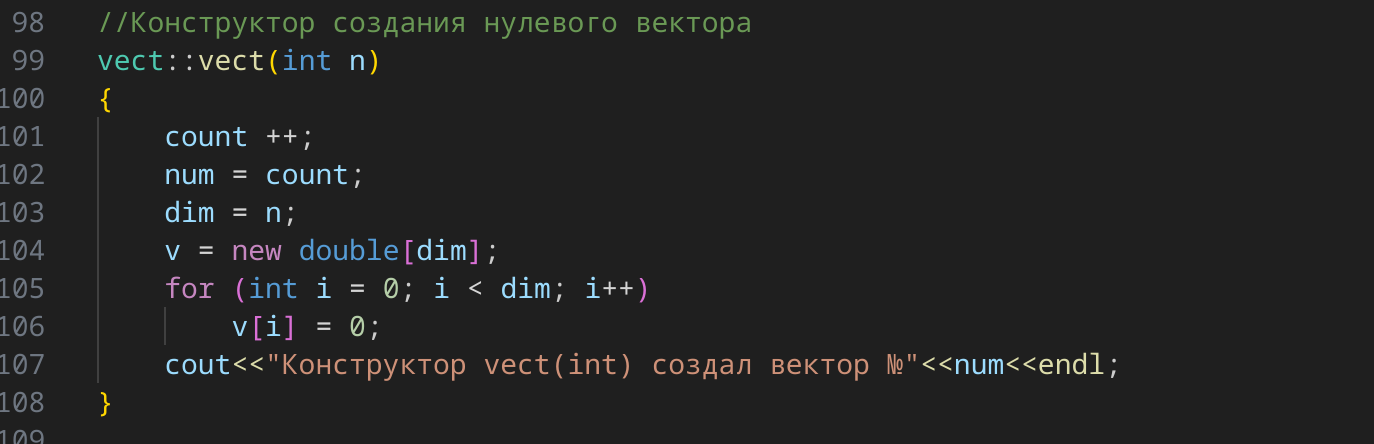 98 //Конструктор создания нулевого вектора
99 vect::vect(int n)
100 {
101 count ++;
102 num = count;
103 dim = n;
104 v = new double[dim];
105 for (int i = 0; i < dim; i++)
106 v[i] = 0;
107 cout<<"Конструктор vect(int) создал вектор №"<<num<<endl;
108 }
109